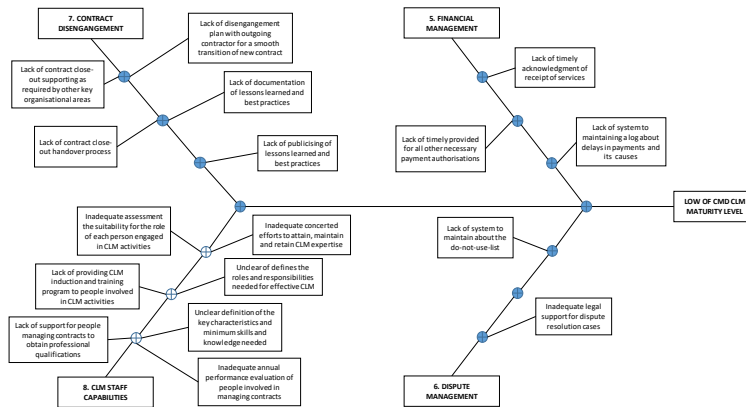 7. CONTRACT
DISENGANGEMENT
Lack of disengangement
plan with outgoing
contractor for a smooth
transition of new contract
Lack of contract close-
out supporting as
required by other key
organisational areas
Lack of documentation
of lessons learned and
best practices
Lack of contract close-
out handover process
Lack of publicising of
lessons learned and
best practices
5. FINANCIAL
MANAGEMENT
Lack of timely
acknowledgment of
receipt of services
Lack of timely provided
for all other necessary
payment authorisations
Lack of system to
maintaining a log about
delays in payments and
its causes
LOW OF CMD CLM
MATURITY LEVEL
Inadequate assessment
the suitability for the role
of each person engaged
in CLM activities
Inadequate concerted
efforts to attain, maintain
and retain CLM expertise
Lack of providing CLM
induction and training
program to people involved
in CLM activities
Unclear of defines the
roles and responsibilities
needed for effective CLM
Lack of support for people
managing contracts to
obtain professional
qualifications
Unclear definition of the
key characteristics and
minimum skills and
knowledge needed
Inadequate annual
performance evaluation of
people involved in
managing contracts
8. CLM STAFF
CAPABILITIES
Lack of system to
maintain about the
do-not-use-list
Inadequate legal
support for dispute
resolution cases
6. DISPUTE
MANAGEMENT